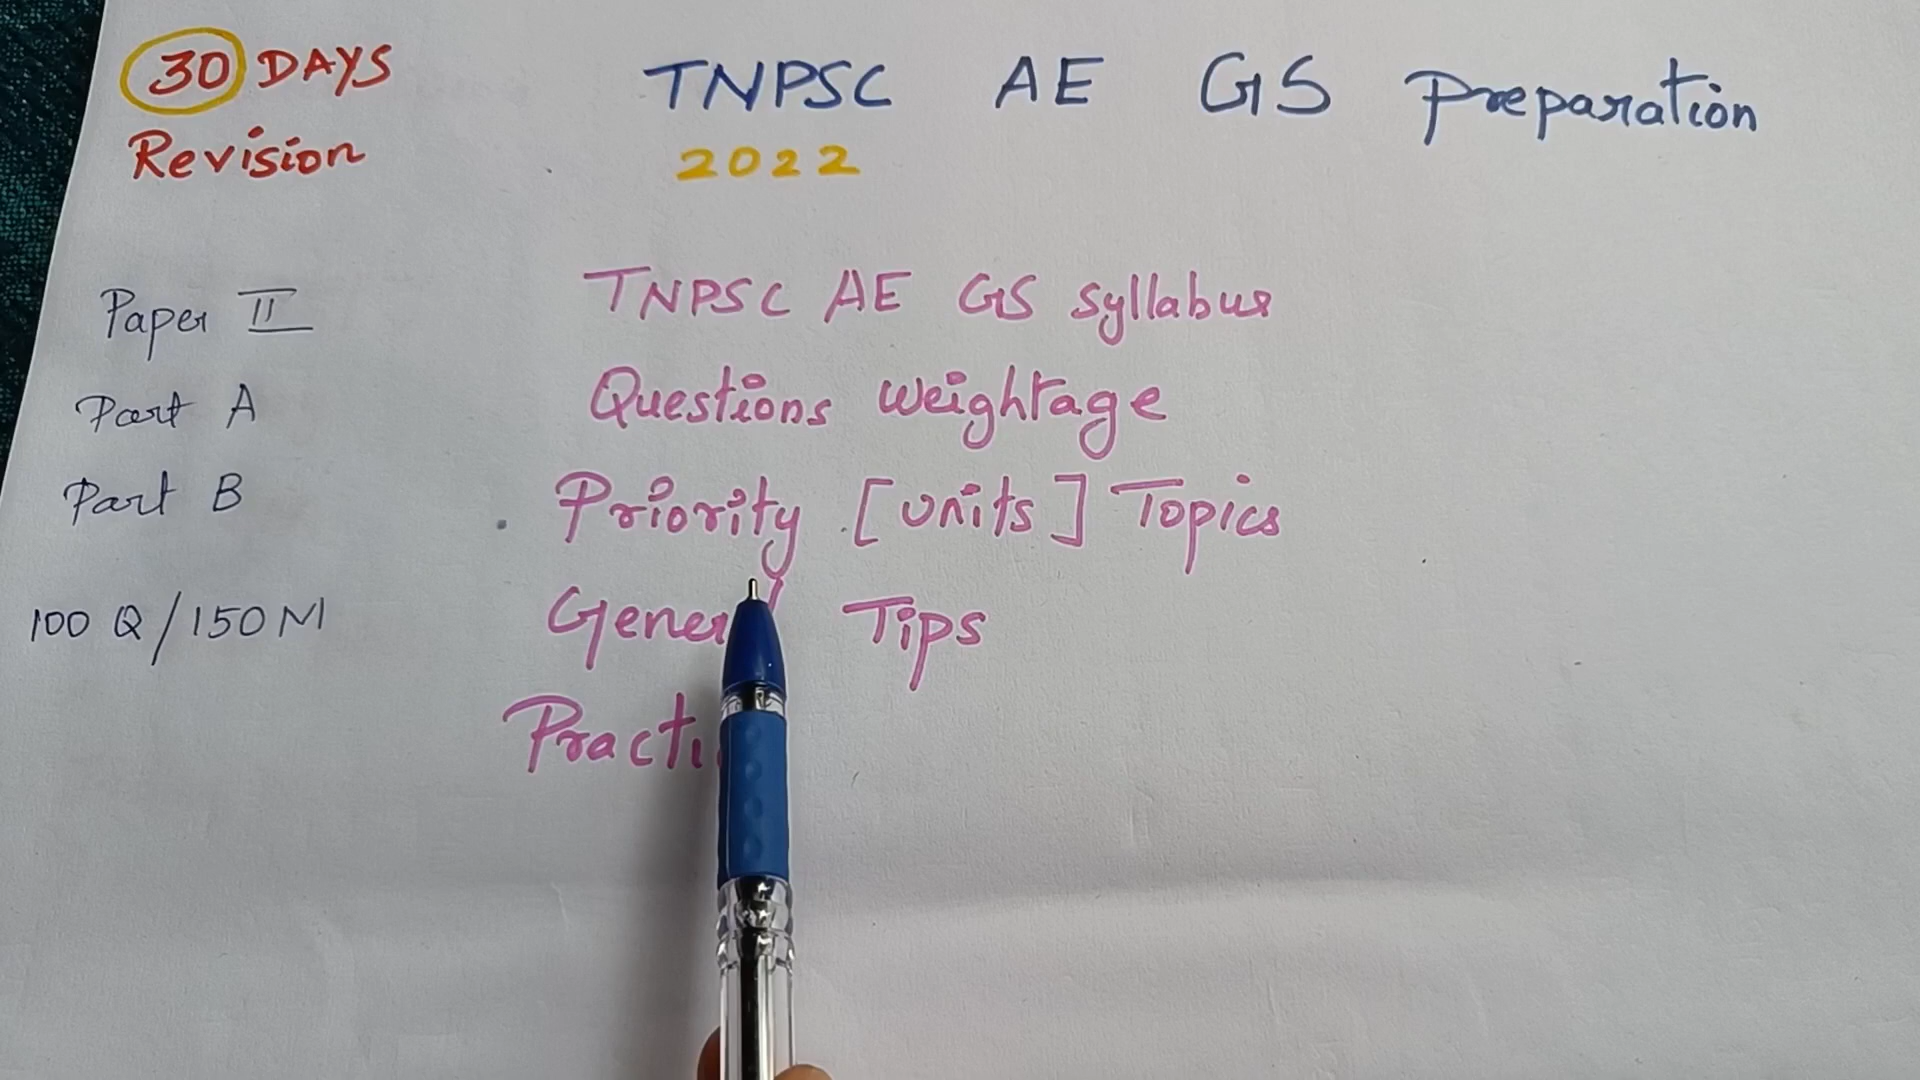 30 DAYS
Revision
TNPSC AE GS Preparation
2022
Paper II
Part A
Part B
100 Q/150 M
TNPSC AE GS syllabus
Questions weightage
Priority [units] Topics
Tips